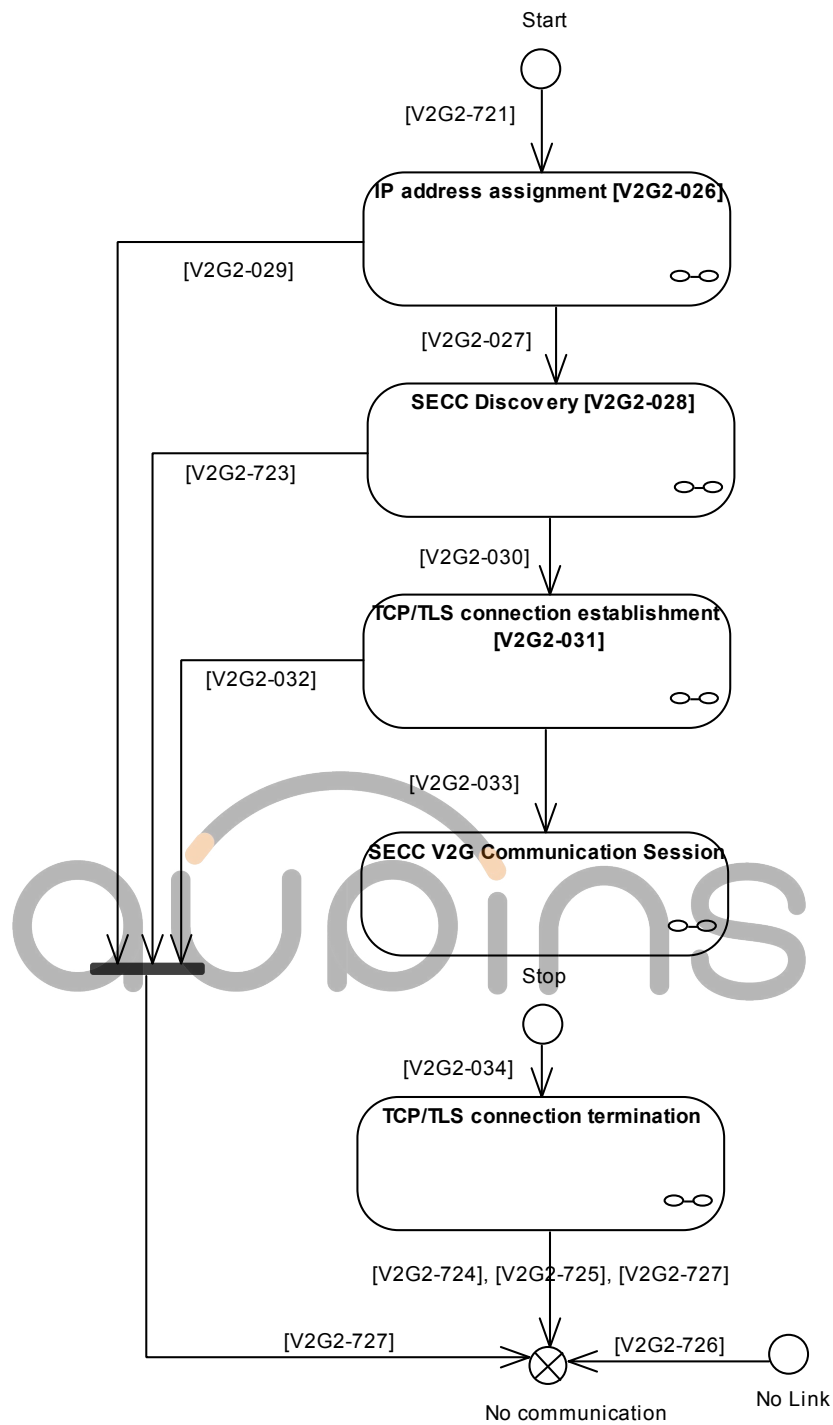 Start
[V2G2-721]
IP address assignment [V2G2-026]
[V2G2-029]
[V2G2-027]
SECC Discovery [V2G2-028]
[V2G2-723]
[V2G2-030]
TCP/TLS connection establishment
[V2G2-031]
[V2G2-032]
[V2G2-033]
SECC V2G Communication Session
aupins
Stop
[V2G2-034]
TCP/TLS connection termination
[V2G2-724], [V2G2-725], [V2G2-727]
[V2G2-727]
[V2G2-726]
No communication
No Link